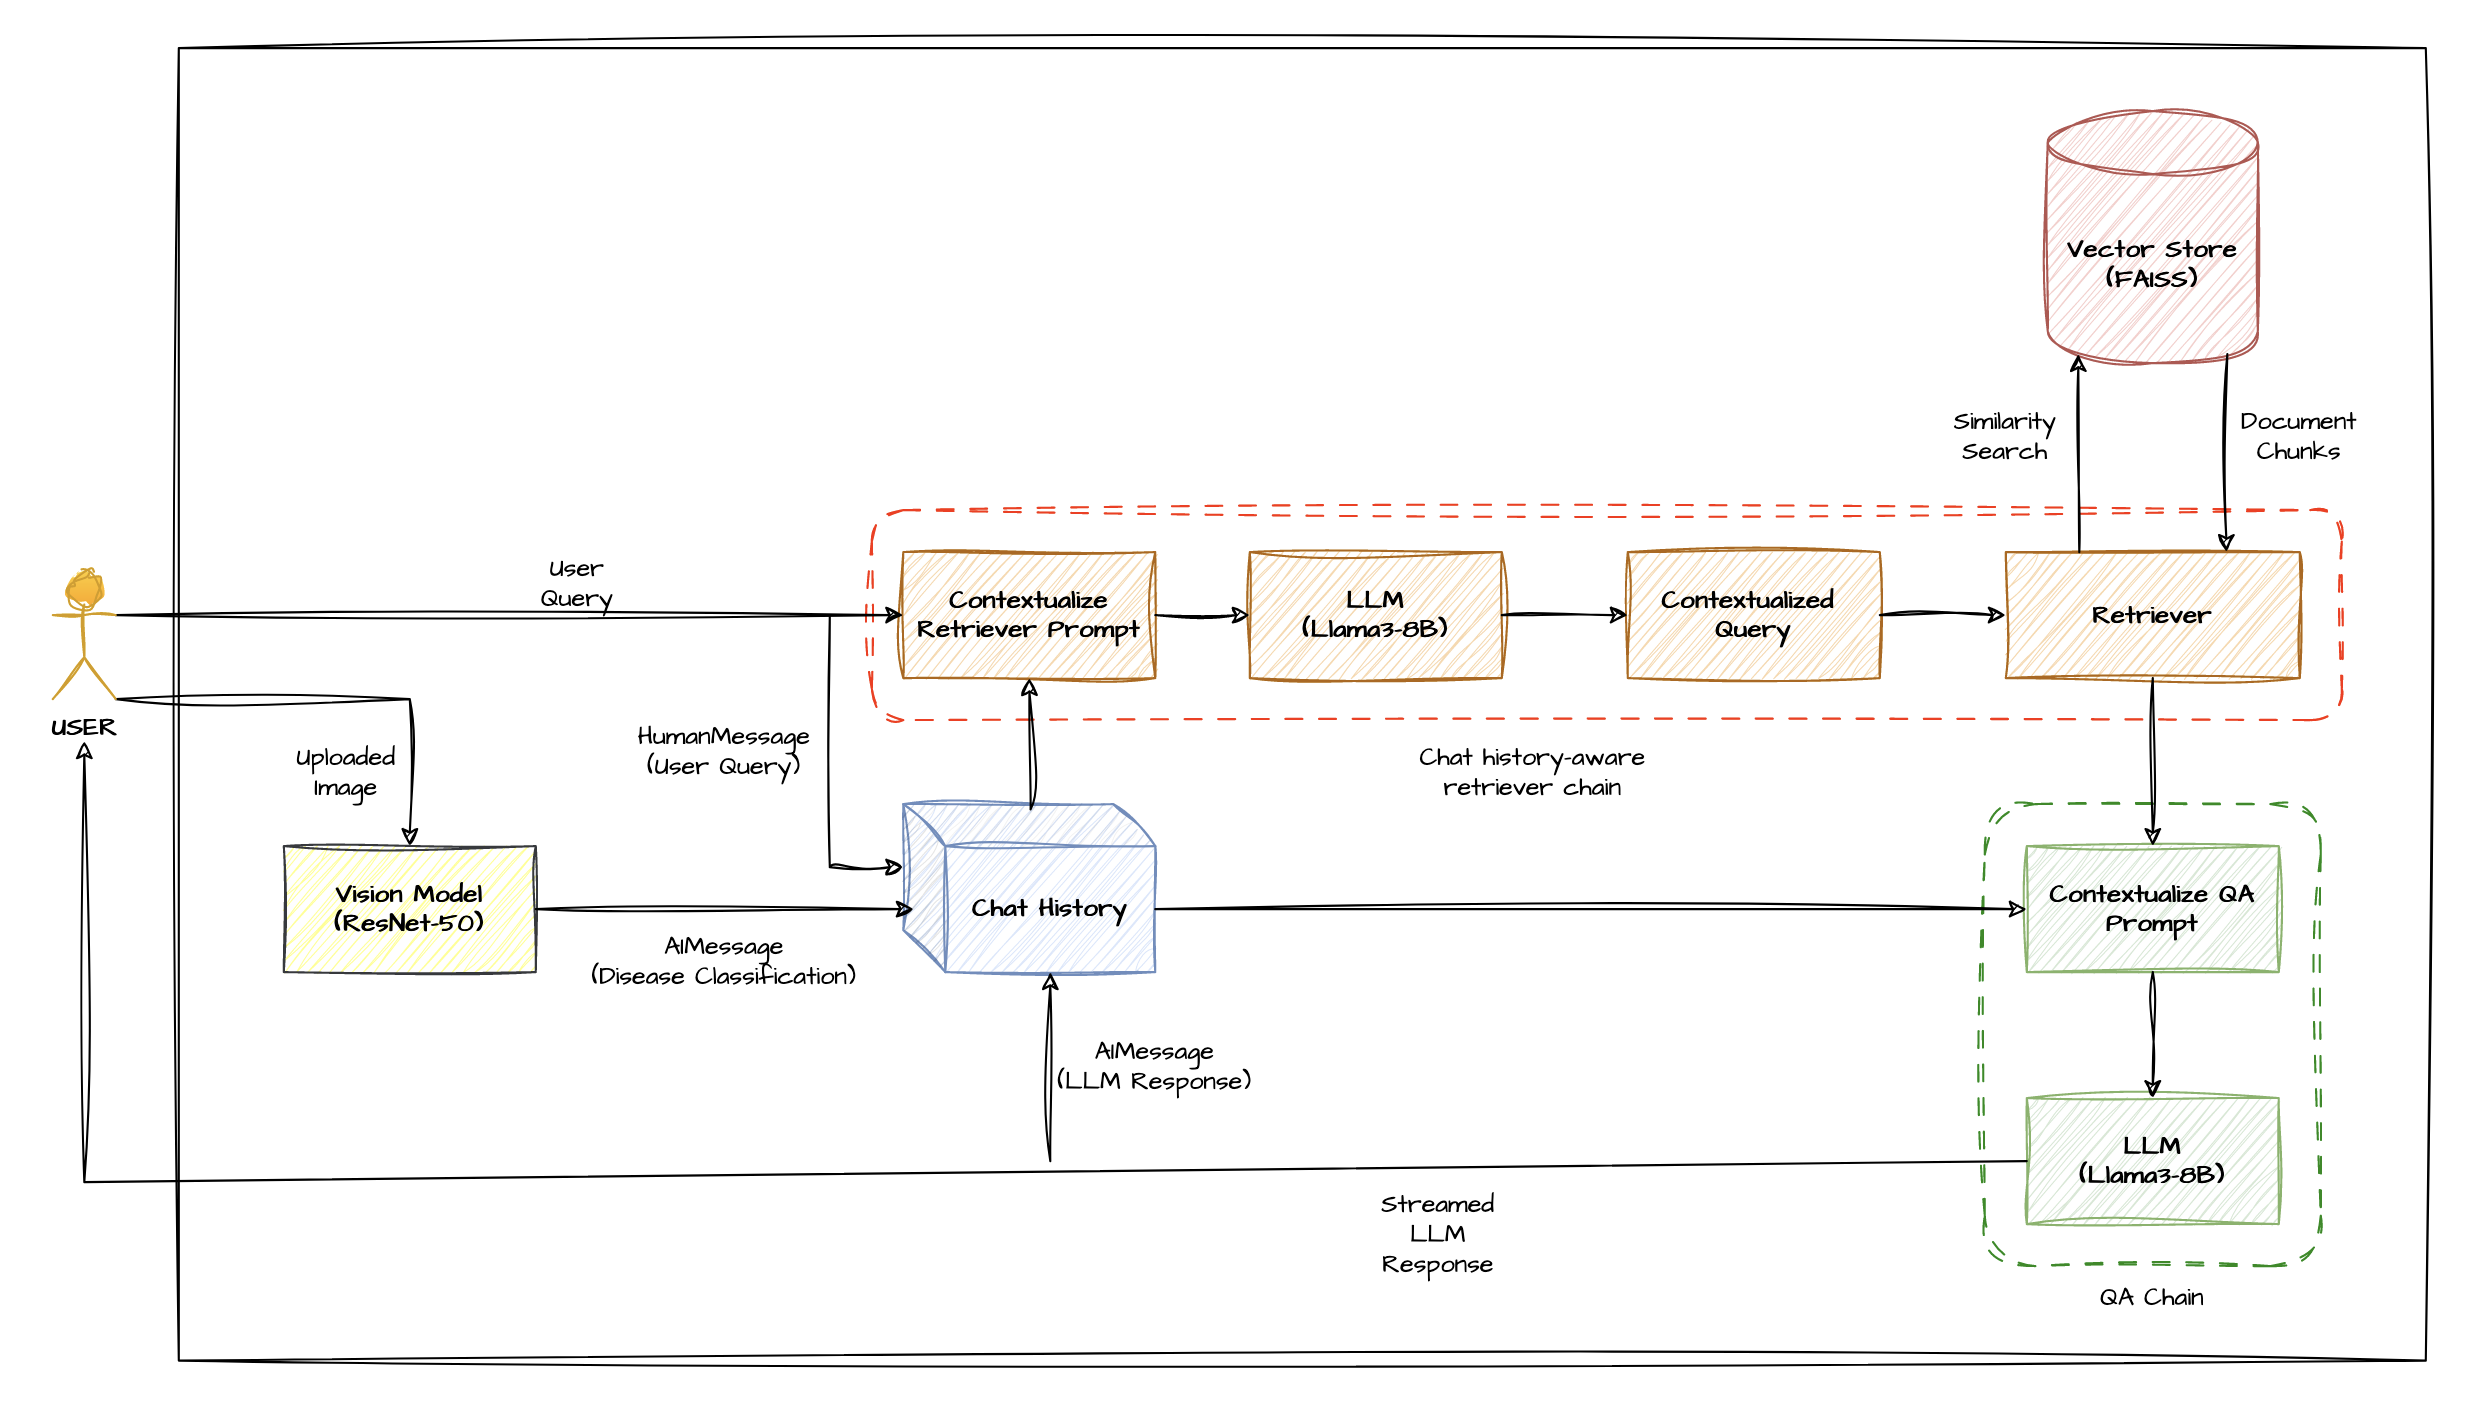 Vector Store
(FAISS)
Similarity
Search
Document
Chunks
User
Query
Contextualize
Retriever Prompt
LLM
(Llama3-8B)
Contextualized
Query
Retriever
USER
Uploaded
Image
HumanMessage
(User Query)
Chat history-aware
retriever chain
Vision Model
(ResNet-50)
Chat History
Contextualize QA
Prompt
AIMessage
(Disease Classification)
AIMessage
(LLM Response)
LLM
(Llama3-8B)
Streamed
LLM
Response
QA Chain